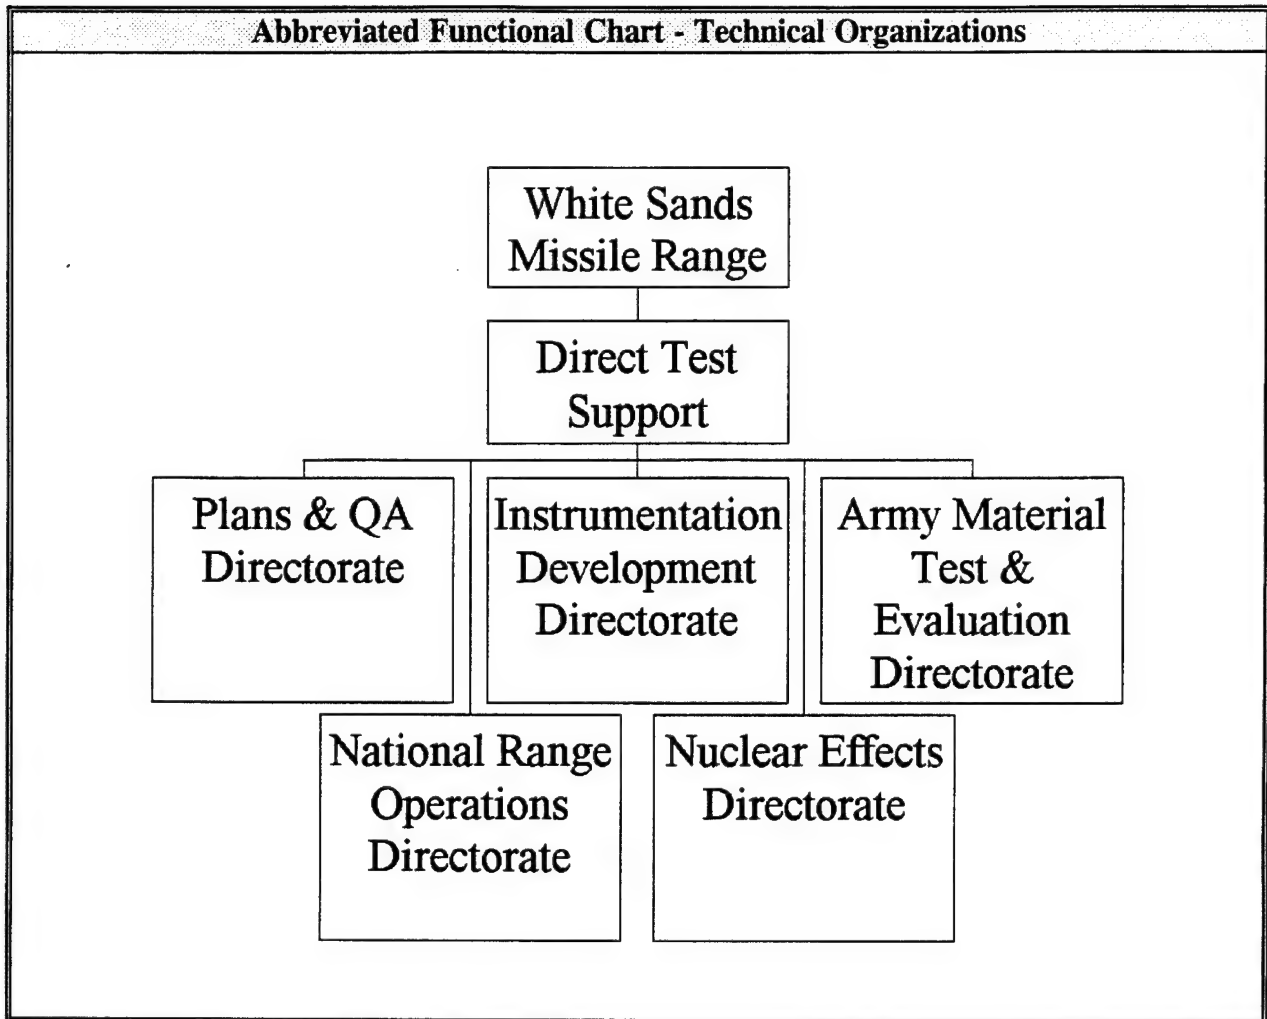 Abbreviated Functional Chart - Technical Organizations
White Sands
Missile Range
Direct Test
Support
Plans & QA
Directorate
Instrumentation
Development
Directorate
Army Material
Test &
Evaluation
Directorate
National Range
Operations
Directorate
Nuclear Effects
Directorate